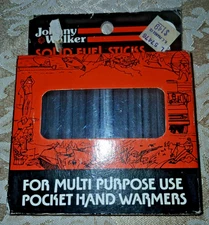 Johnny
Walker
SOLID FUEL STICKS
FOR MULTI PURPOSE USE
POCKET HAND WARMERS